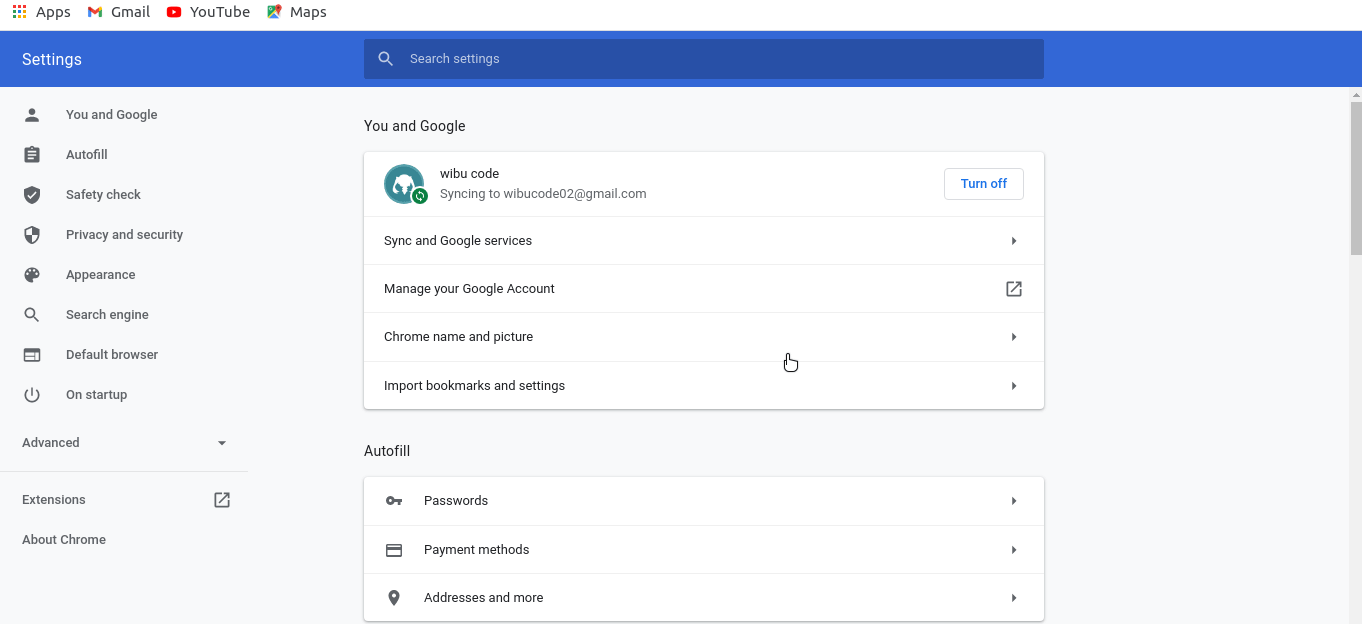 Apps Gmail YouTube Maps
Settings
Search settings
You and Google
Autofill
Safety check
Privacy and security
Appearance
Search engine
Default browser
On startup
Advanced
Extensions
About Chrome
You and Google
wibu code
Syncing to wibucode02@gmail.com
Turn off
Sync and Google services
Manage your Google Account
Chrome name and picture
Import bookmarks and settings
Autofill
Passwords
Payment methods
Addresses and more